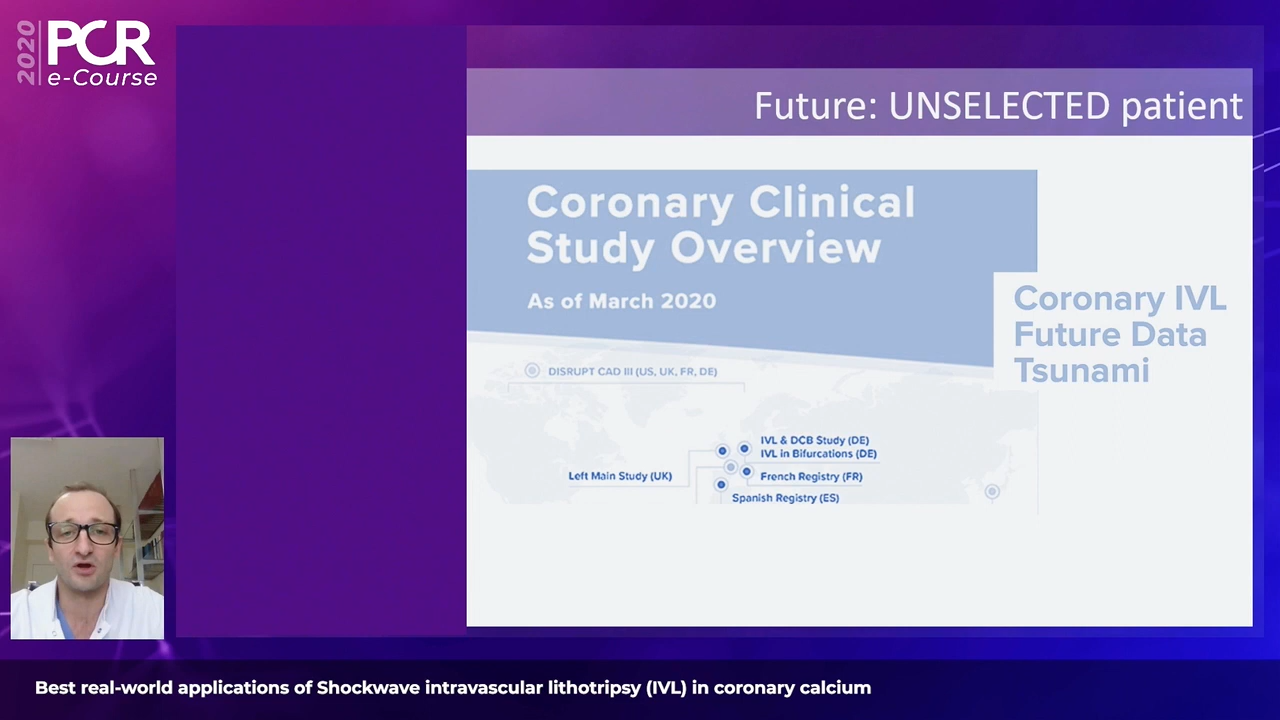 2020
PCR
e-Course
Future: UNSELECTED patient
Coronary Clinical
Study Overview
As of March 2020
Coronary IVL
Future Data
Tsunami
DISRUPT CAD III (US, UK, FR, DE)
IVL & DCB Study (DE)
IVL in Bifurcations (DE)
Left Main Study (UK)
French Registry (FR)
Spanish Registry (ES)
Best real-world applications of Shockwave intravascular lithotripsy (IVL) in coronary calcium